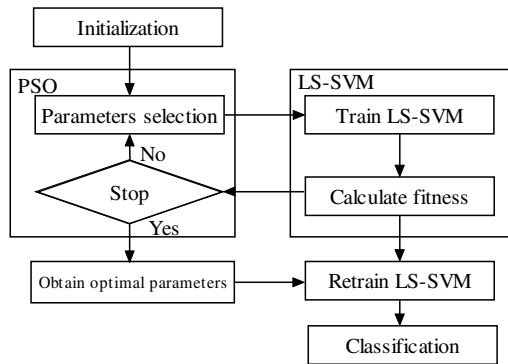 Initialization
PSO
LS-SVM
Parameters selection
Train LS-SVM
No
Stop
Calculate fitness
Yes
Obtain optimal parameters
Retrain LS-SVM
Classification